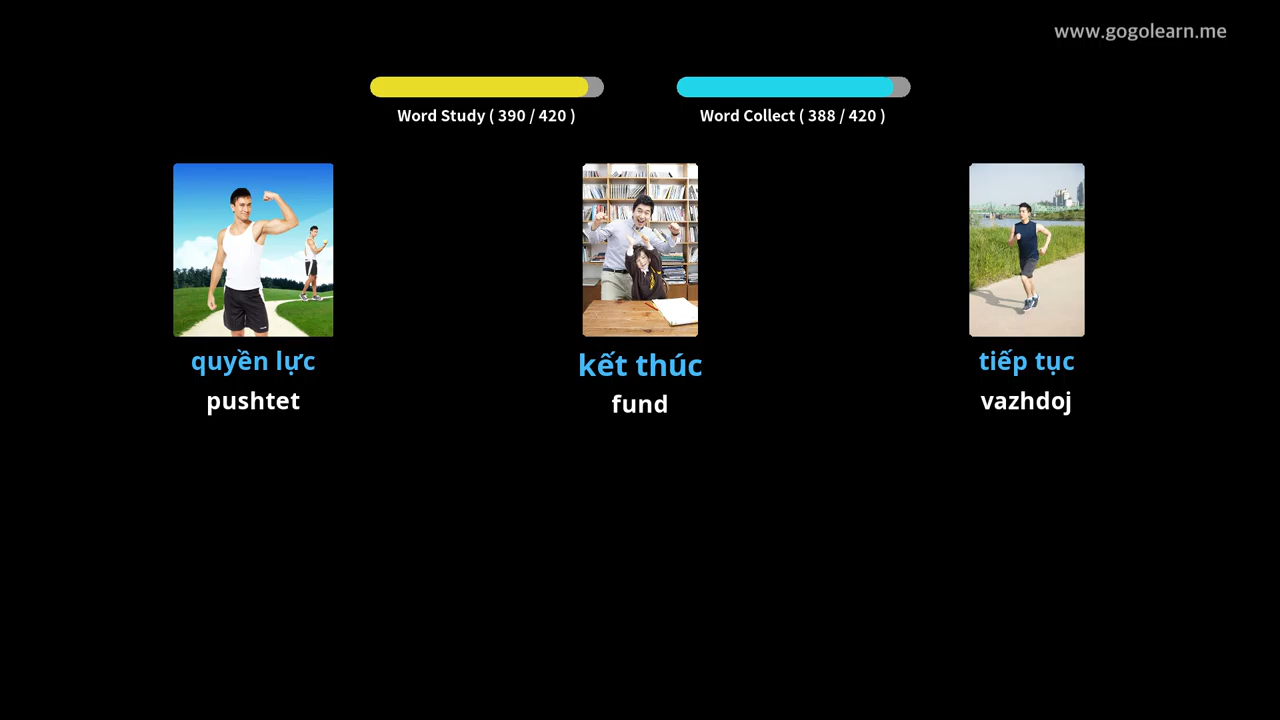 www.gogolearn.me
Word Study ( 390 / 420 )
Word Collect ( 388 / 420 )
quyền lực
pushtet
kết thúc
fund
tiếp tục
vazhdoj